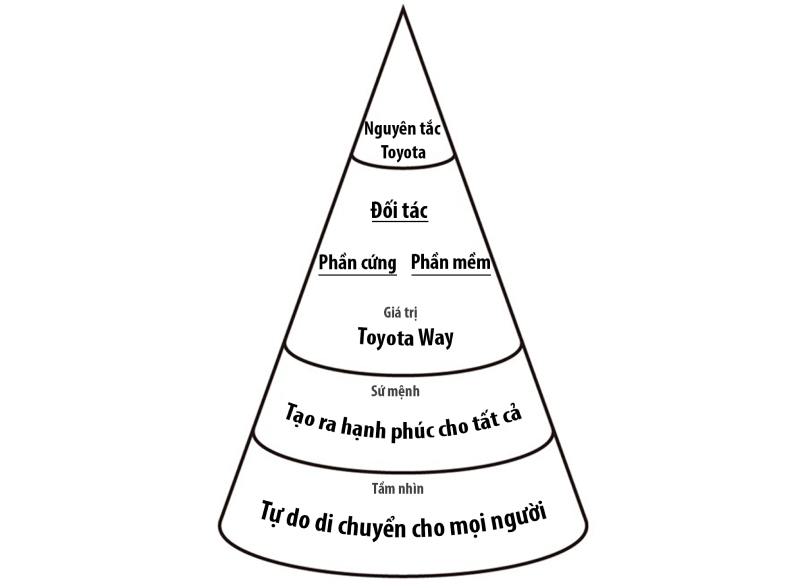 Nguyên tắc
Toyota
Đối tác
Phần cứng Phần mềm
Giá trị
Toyota Way
Sứ mệnh
Tạo ra hạnh phúc cho tất cả
Tầm nhìn
Tự do di chuyển cho mọi người